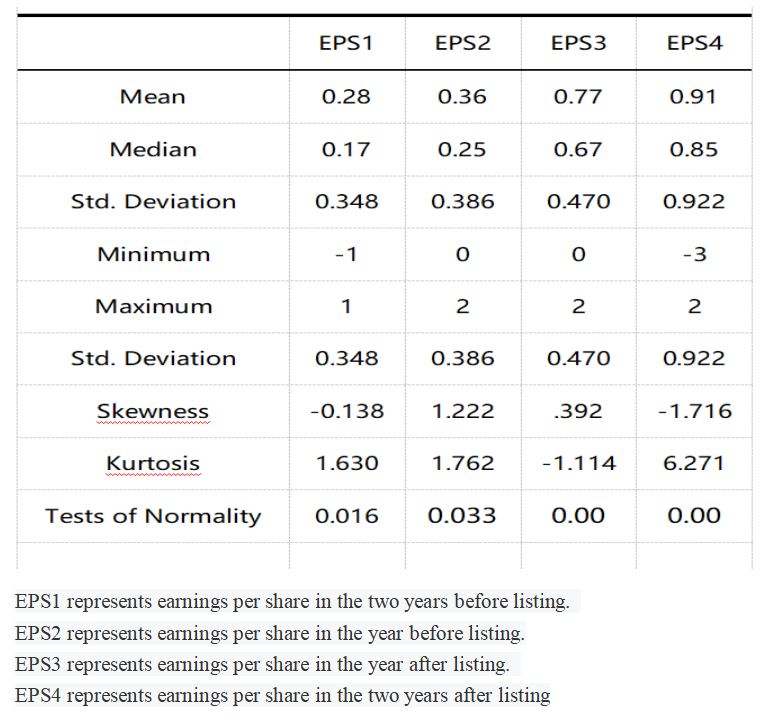 EPS1 EPS2 EPS3 EPS4
Mean 0.28 0.36 0.77 0.91
Median 0.17 0.25 0.67 0.85
Std. Deviation 0.348 0.386 0.470 0.922
Minimum -1 0 0 -3
Maximum 1 2 2 2
Std. Deviation 0.348 0.386 0.470 0.922
Skewness -0.138 1.222 .392 -1.716
Kurtosis 1.630 1.762 -1.114 6.271
Tests of Normality 0.016 0.033 0.00 0.00
EPS1 represents earnings per share in the two years before listing.
EPS2 represents earnings per share in the year before listing.
EPS3 represents earnings per share in the year after listing.
EPS4 represents earnings per share in the two years after listing